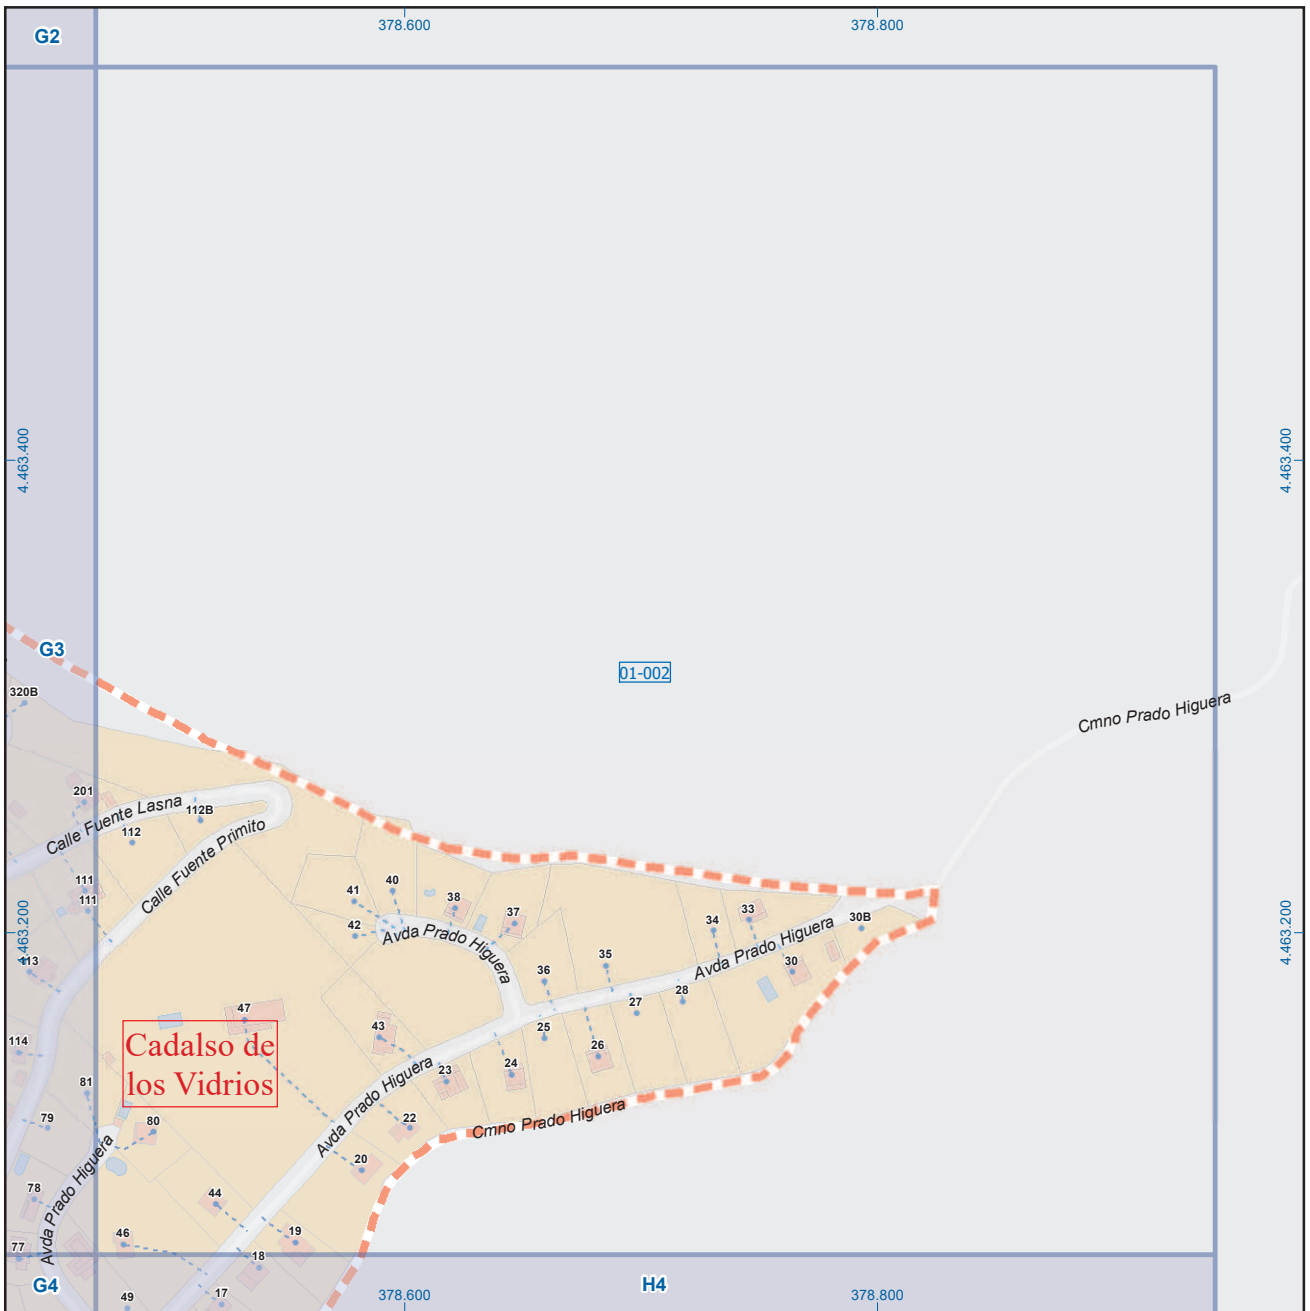 G2
378.600
378.800
4.463.400
4.463.400
G3
01-002
320B
Cmno Prado Higuera
201
Calle Fuente Lasna
112B
112
Calle Fuente Primito
111
111
41
40
38
37
42
Avda Prado Higuera
34
33
30B
Avda Prado Higuera
4.463.200
4.463.200
113
36
35
30
28
27
47
43
25
26
24
23
Cadalso de
los Vidrios
114
81
Avda Prado Higuera
22
Cmno Prado Higuera
79
80
20
Avda Prado Higuera
78
44
46
19
77
18
G4
49
17
378.600
H4
378.800